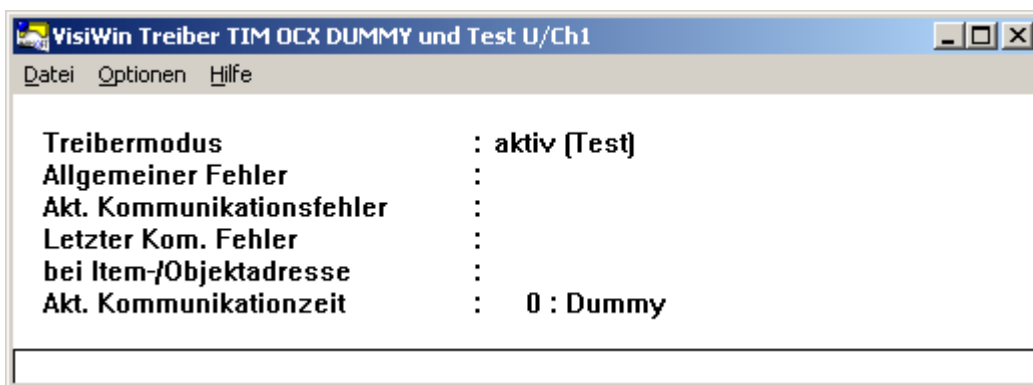 VisiWin Treiber TIM OCX DUMMY und Test U/Ch1
Datei Optionen Hilfe
Treibermodus : aktiv (Test)
Allgemeiner Fehler :
Akt. Kommunikationsfehler :
Letzter Kom. Fehler :
bei Item-/Objektadresse :
Akt. Kommunikationzeit : 0 : Dummy